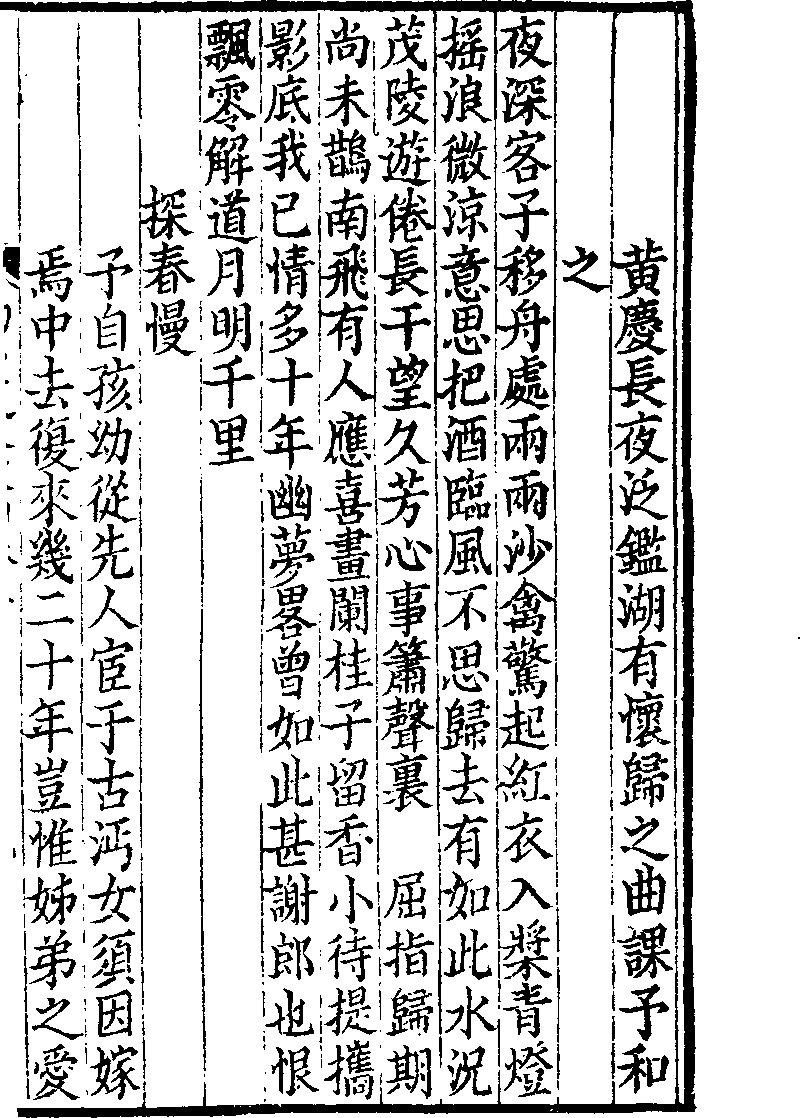 黄慶長夜泛鑑湖有懷歸之曲課予和
之
夜深客子移舟處兩兩沙禽驚起紅衣入槳青燈
摇浪微涼意思把酒臨風不思歸去有如此水況
茂陵遊倦長干望久芳心事簫聲裏　屈指歸期
尚未鵲南飛有人應喜畫闌桂子留香小待提攜
影底我已情多十年幽夢畧曾如此甚謝郎也恨
飄零解道月明千里
探春慢
予自孩幼從先人宦于古沔女須因嫁
焉中去復來幾二十年豈惟姊弟之愛